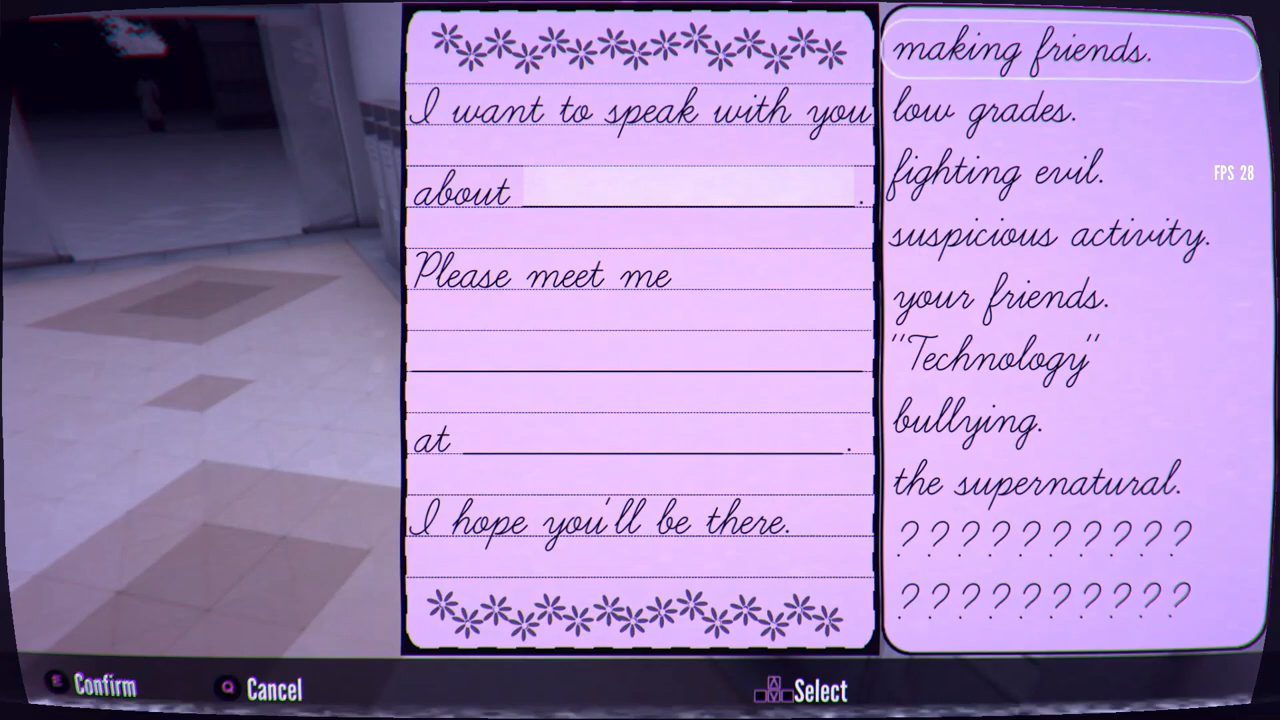 I want to speak with you
about .
Please meet me
at .
I hope you'll be there.
making friends.
low grades.
fighting evil.
suspicious activity.
your friends.
"Technology"
bullying.
the supernatural.
??????????
??????????
FPS 28
E Confirm
Q Cancel
Select